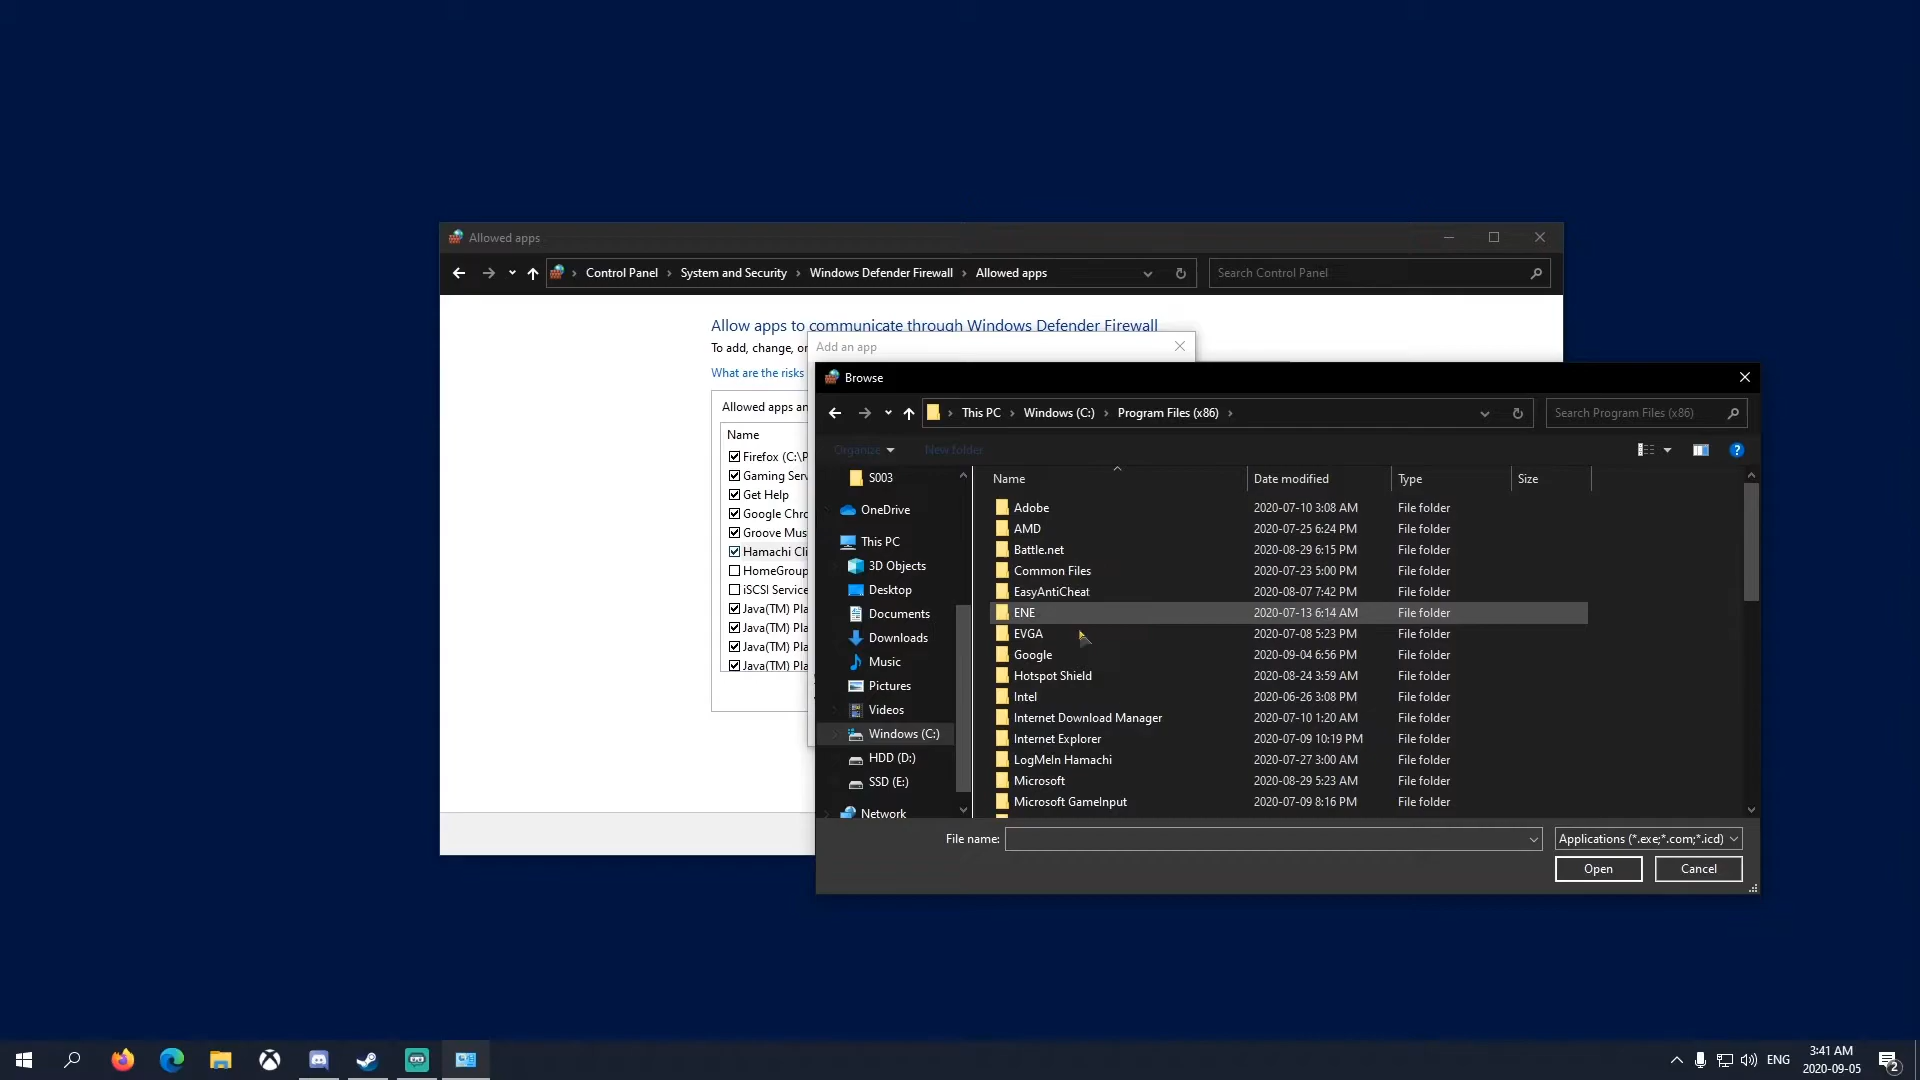 Allowed apps
Control Panel System and Security Windows Defender Firewall Allowed apps
Search Control Panel
Allow apps to communicate through Windows Defender Firewall
To add, change, or
What are the risks
Allowed apps an
Name
Firefox (C:\P
Gaming Serv
Get Help
Google Chro
Groove Mus
Hamachi Cli
HomeGroup
iSCSI Service
Java(TM) Pla
Java(TM) Pla
Java(TM) Pla
Java(TM) Pla
Add an app
Browse
This PC Windows (C:) Program Files (x86)
Search Program Files (x86)
Organize New folder
S003
OneDrive
This PC
3D Objects
Desktop
Documents
Downloads
Music
Pictures
Videos
Windows (C:)
HDD (D:)
SSD (E:)
Network
Name Date modified Type Size
Adobe 2020-07-10 3:08 AM File folder
AMD 2020-07-25 6:24 PM File folder
Battle.net 2020-08-29 6:15 PM File folder
Common Files 2020-07-23 5:00 PM File folder
EasyAntiCheat 2020-08-07 7:42 PM File folder
ENE 2020-07-13 6:14 AM File folder
EVGA 2020-07-08 5:23 PM File folder
Google 2020-09-04 6:56 PM File folder
Hotspot Shield 2020-08-24 3:59 AM File folder
Intel 2020-06-26 3:08 PM File folder
Internet Download Manager 2020-07-10 1:20 AM File folder
Internet Explorer 2020-07-09 10:19 PM File folder
LogMeIn Hamachi 2020-07-27 3:00 AM File folder
Microsoft 2020-08-29 5:23 AM File folder
Microsoft GameInput 2020-07-09 8:16 PM File folder
File name:
Applications (*.exe;*.com;*.icd)
Open Cancel
ENG
3:41 AM
2020-09-05
2